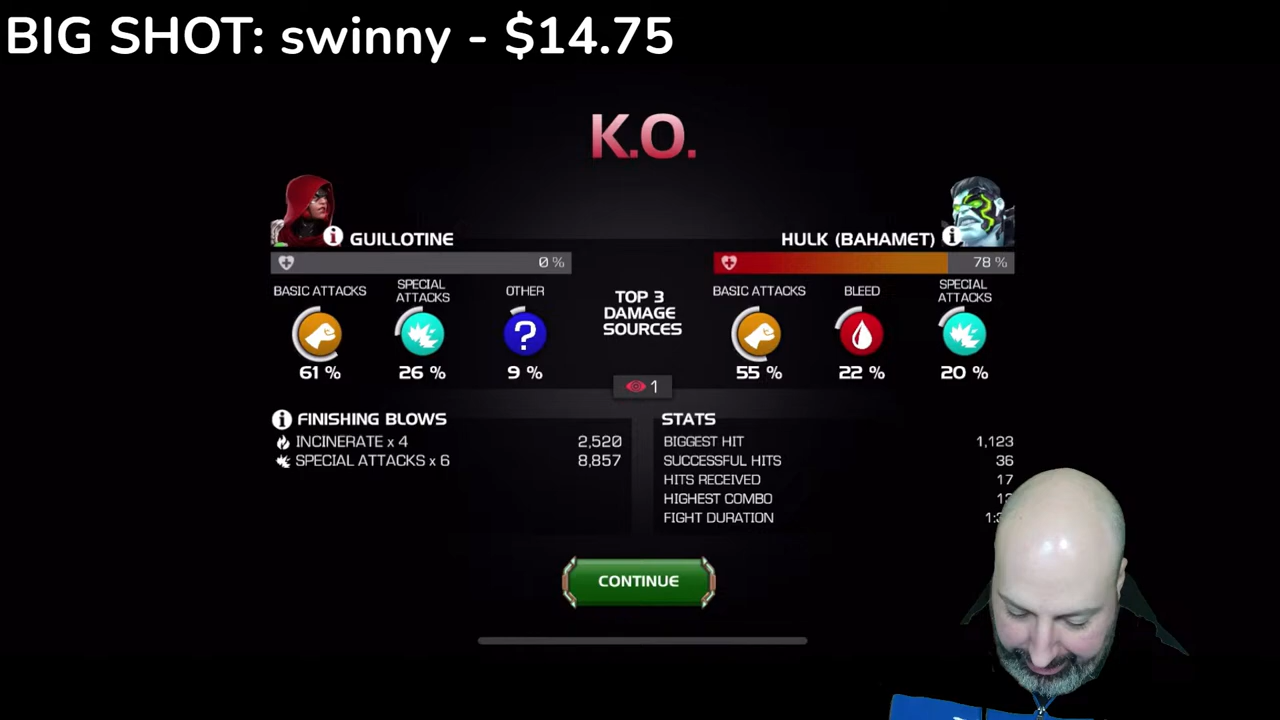 BIG SHOT: swinny - $14.75
K.O.
GUILLOTINE
HULK (BAHAMET)
0 %
78 %
BASIC ATTACKS
SPECIAL ATTACKS
OTHER
TOP 3 DAMAGE SOURCES
BASIC ATTACKS
BLEED
SPECIAL ATTACKS
61 %
26 %
9 %
55 %
22 %
20 %
1
FINISHING BLOWS
INCINERATE x 4 2,520
SPECIAL ATTACKS x 6 8,857
STATS
BIGGEST HIT 1,123
SUCCESSFUL HITS 36
HITS RECEIVED 17
HIGHEST COMBO
FIGHT DURATION
CONTINUE